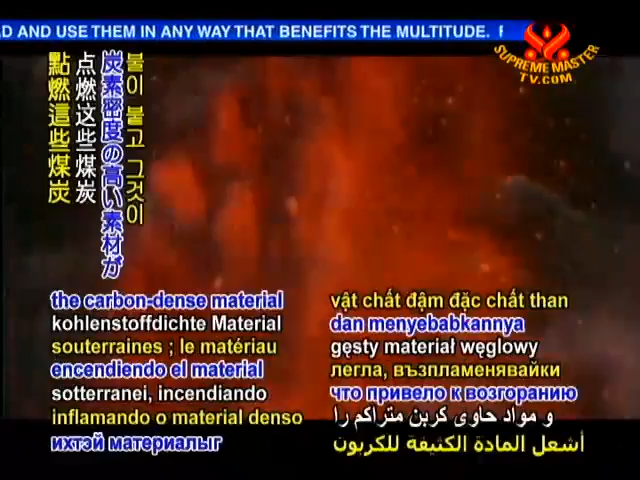 D AND USE THEM IN ANY WAY THAT BENEFITS THE MULTITUDE.
SUPREME MASTER
TV.COM
點燃這些煤炭
点燃这些煤炭
炭素密度の高い素材が
불이 붙고 그것이
the carbon-dense material
kohlenstoffdichte Material
souterraines ; le matériau
encendiendo el material
sotterranei, incendiando
inflamando o material denso
ихтэй материалыг
vật chất đậm đặc chất than
dan menyebabkannya
gęsty materiał węglowy
легла, възпламенявайки
что привело к возгоранию
و مواد حاوی کربن متراکم را
أشعل المادة الكثيفة للكربون